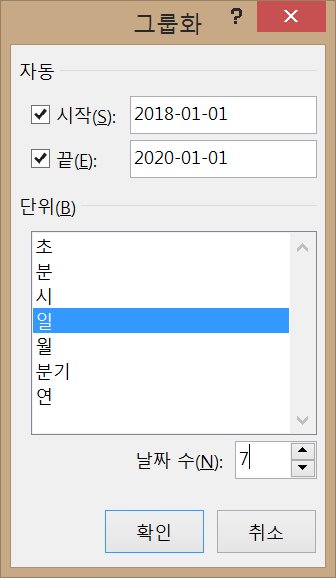 그룹화 ?
자동
시작(S): 2018-01-01
끝(E): 2020-01-01
단위(B)
초
분
시
일
월
분기
연
날짜 수(N): 7
확인 취소